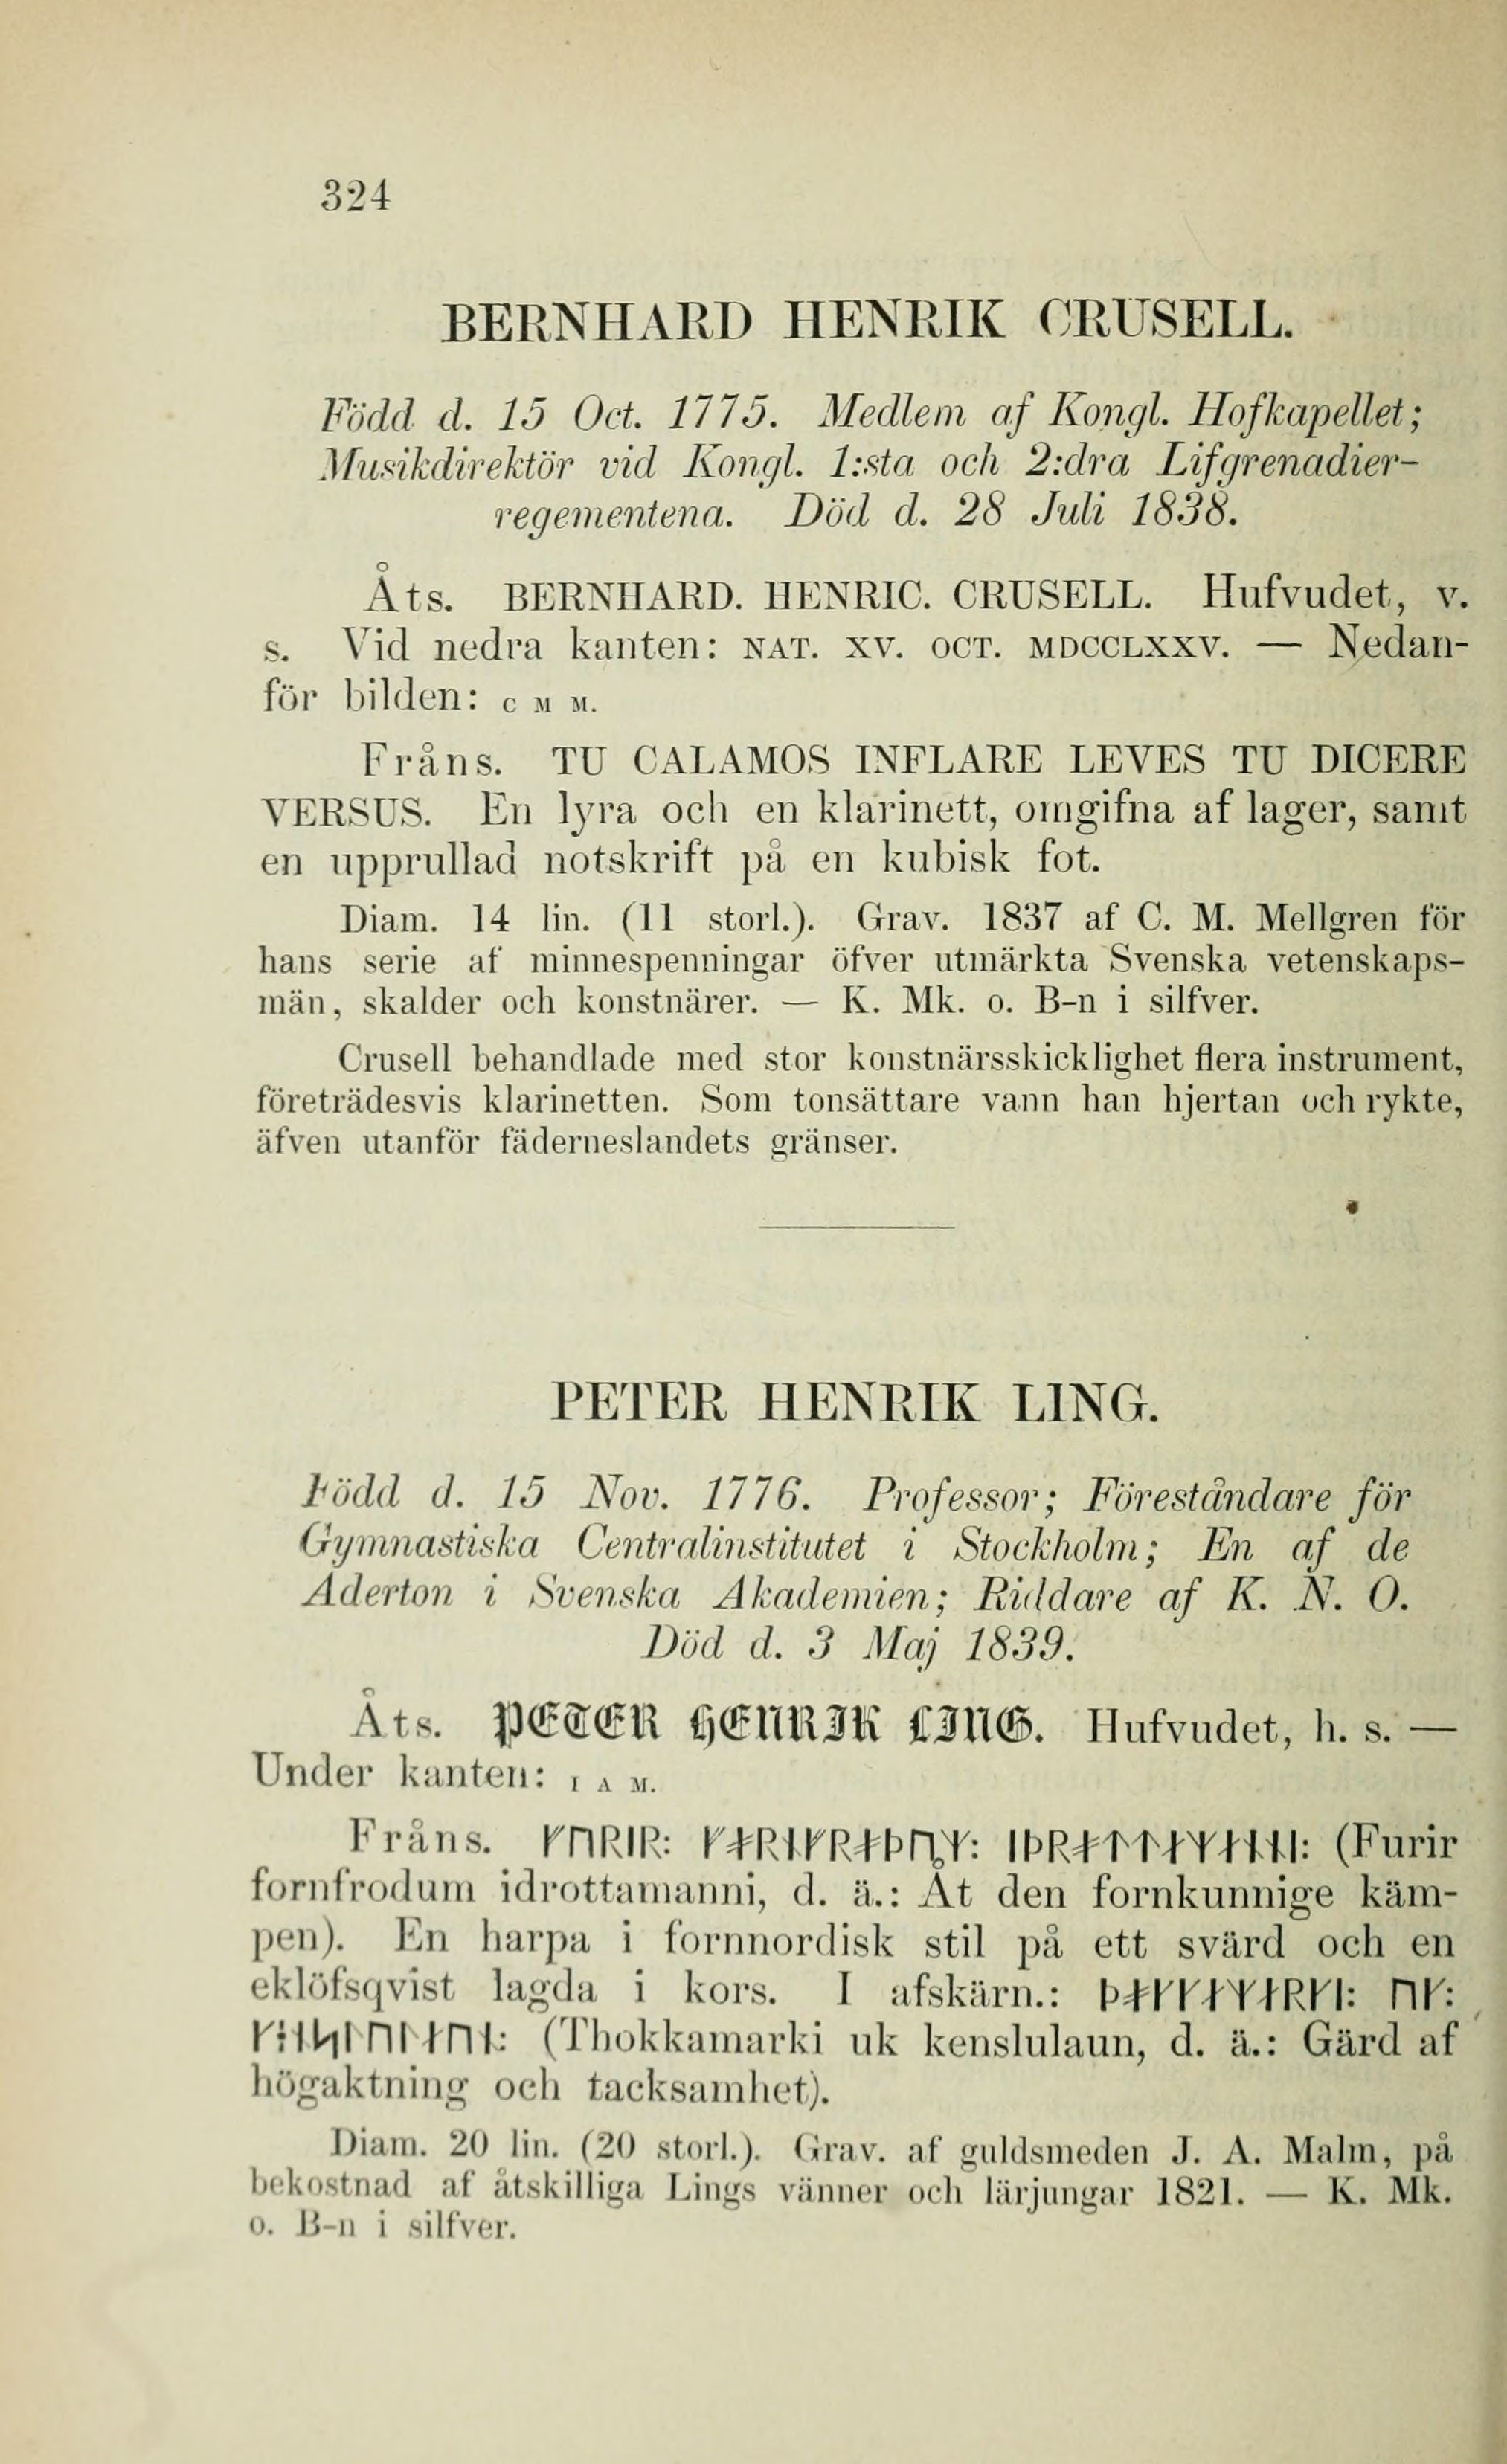 324
BERNHARD HENRIK CRUSELL.
Född d. 15 Oct. 1775. Medlem af Kongl. Hofkapellet;
Musikdirektör vid Kongl. 1:sta och 2:dra Lifgrenadier-
regementena. Död d. 28 Juli 1838.
Åts. BERNHARD. HENRIC. CRUSELL. Hufvudet, v.
s. Vid nedra kanten: NAT. XV. OCT. MDCCLXXV. — Nedan-
för bilden: C M M.
Fråns. TU CALAMOS INFLARE LEVES TU DICERE
VERSUS. En lyra och en klarinett, omgifna af lager, samt
en upprullad notskrift på en kubisk fot.
Diam. 14 lin. (11 storl.). Grav. 1837 af C. M. Mellgren för
hans serie af minnespenningar öfver utmärkta Svenska vetenskaps-
män, skalder och konstnärer. — K. Mk. o. B-n i silfver.
Crusell behandlade med stor konstnärsskicklighet flera instrument,
företrädesvis klarinetten. Som tonsättare vann han hjertan och rykte,
äfven utanför fäderneslandets gränser.
PETER HENRIK LING.
Född d. 15 Nov. 1776. Professor; Föreståndare för
Gymnastiska Centralinstitutet i Stockholm; En af de
Aderton i Svenska Akademien; Riddare af K. N. O.
Död d. 3 Maj 1839.
Åts. PETER HENRIK LING. Hufvudet, h. s. —
Under kanten: I A M.
Fråns. (Furir
fornfrodum idrottamanni, d. ä.: Åt den fornkunnige käm-
pen). En harpa i fornnordisk stil på ett svärd och en
eklöfsqvist lagda i kors. I afskärn.:
(Thokkamarki uk kenslulaun, d. ä.: Gärd af
högaktning och tacksamhet).
Diam. 20 lin. (20 storl.). Grav. af guldsmeden J. A. Malm, på
bekostnad af åtskilliga Lings vänner och lärjungar 1821. — K. Mk.
o. B-n i silfver.